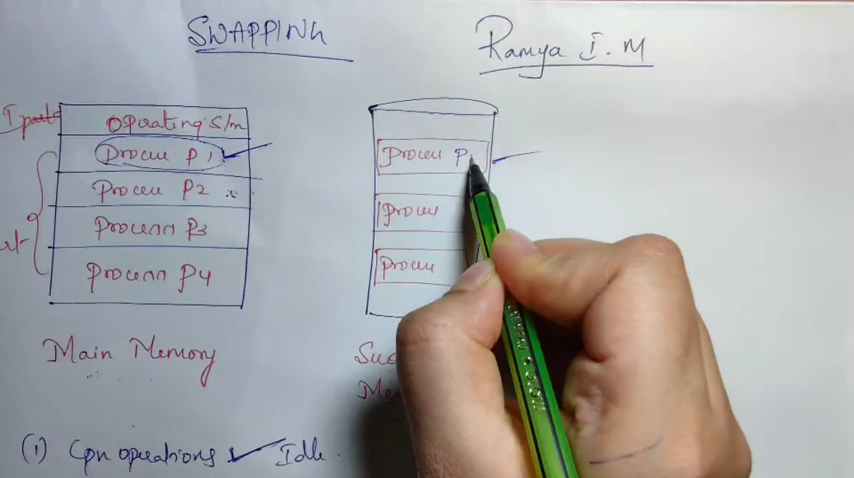 SWAPPING
Ramya I. M
Operating S/m
Process P1
Process P2
Process P3
Process P4
Process P
Process
Process
Main Memory
(1) Cpu operations ✓ Idle.